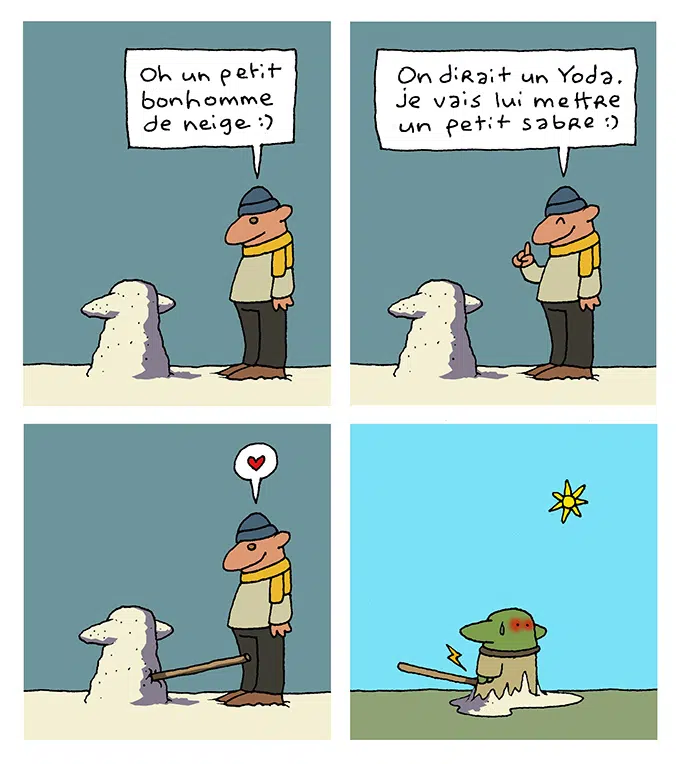 Oh un petit
bonhomme
de neige :)
On dirait un Yoda.
je vais lui mettre
un petit sabre :)